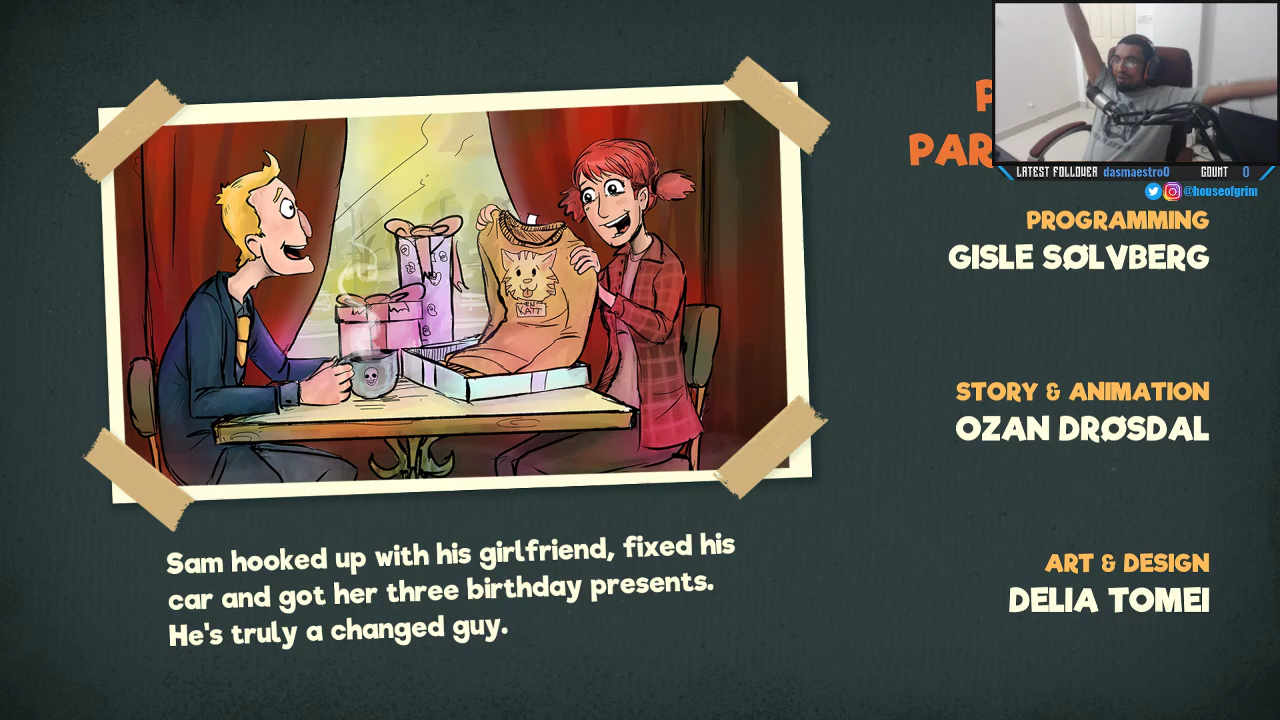 PAR
PROGRAMMING
GISLE SØLVBERG
STORY & ANIMATION
OZAN DRØSDAL
ART & DESIGN
DELIA TOMEI
Sam hooked up with his girlfriend, fixed his
car and got her three birthday presents.
He's truly a changed guy.
LATEST FOLLOWER dasmaestro0 COUNT 0
@houseofgrim
KATT